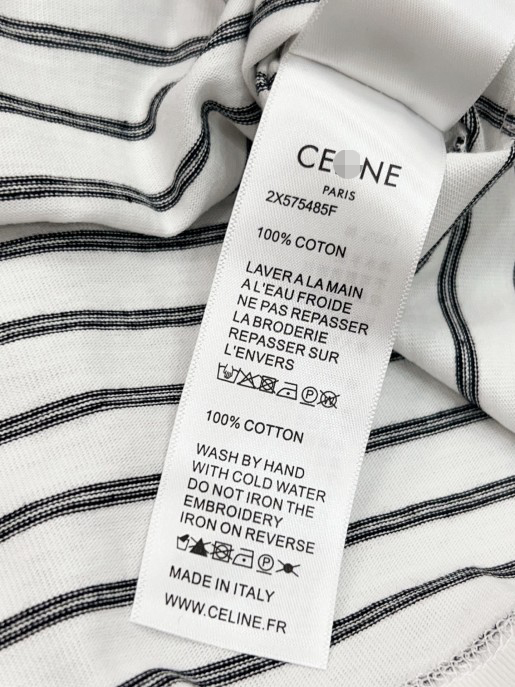 CE NE
PARIS
2X575485F
100% COTON
LAVER A LA MAIN
A L'EAU FROIDE
NE PAS REPASSER
LA BRODERIE
REPASSER SUR
L'ENVERS
100% COTTON
WASH BY HAND
WITH COLD WATER
DO NOT IRON THE
EMBROIDERY
IRON ON REVERSE
MADE IN ITALY
WWW.CELINE.FR